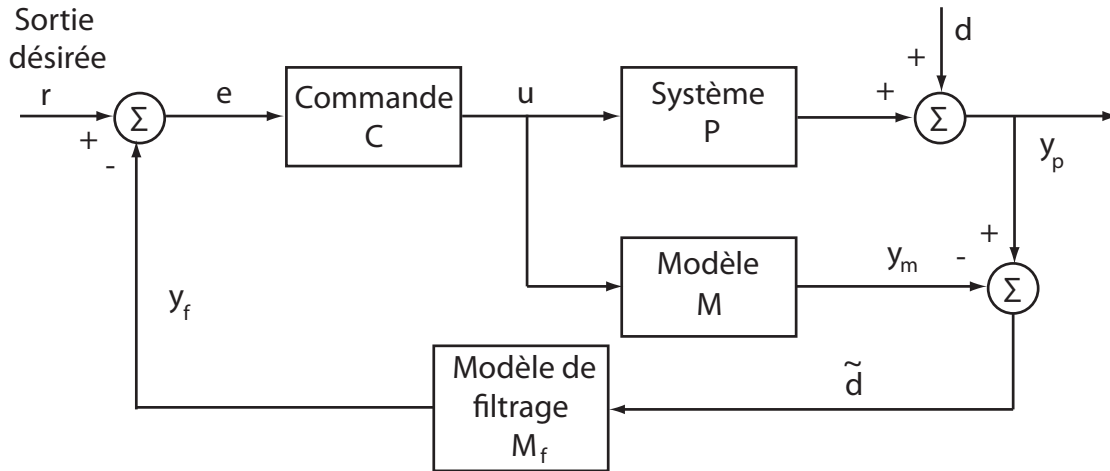 Sortie
désirée
r
+
-
Σ
e
Commande
C
u
Système
P
+
+
d
Σ
y_p
Modèle
M
y_m
-
+
Σ
y_f
Modèle de
filtrage
M_f
d̃